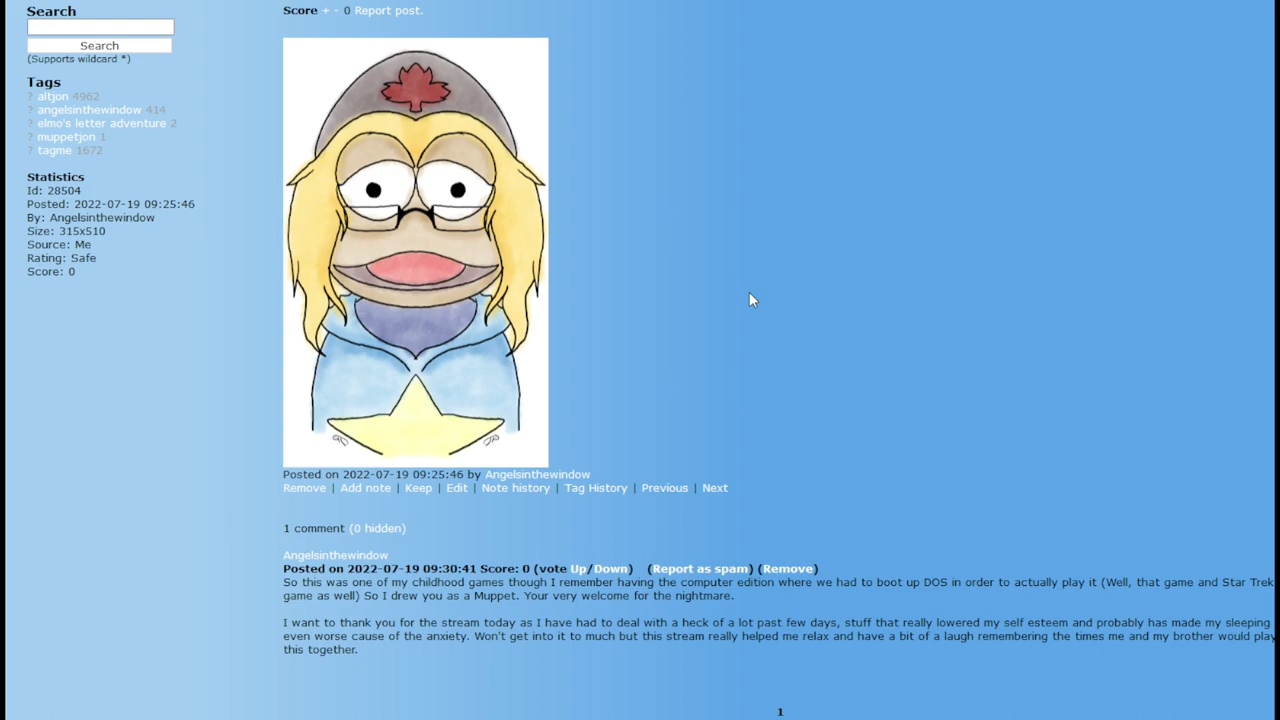 Search
Search
(Supports wildcard *)
Tags
? altjon 4962
? angelsinthewindow 414
? elmo's letter adventure 2
? muppetjon 1
? tagme 1672
Statistics
Id: 28504
Posted: 2022-07-19 09:25:46
By: Angelsinthewindow
Size: 315x510
Source: Me
Rating: Safe
Score: 0
Score + - 0 Report post.
Posted on 2022-07-19 09:25:46 by Angelsinthewindow
Remove | Add note | Keep | Edit | Note history | Tag History | Previous | Next
1 comment (0 hidden)
Angelsinthewindow
Posted on 2022-07-19 09:30:41 Score: 0 (vote Up/Down) (Report as spam) (Remove)
So this was one of my childhood games though I remember having the computer edition where we had to boot up DOS in order to actually play it (Well, that game and Star Trek
game as well) So I drew you as a Muppet. Your very welcome for the nightmare.
I want to thank you for the stream today as I have had to deal with a heck of a lot past few days, stuff that really lowered my self esteem and probably has made my sleeping
even worse cause of the anxiety. Won't get into it to much but this stream really helped me relax and have a bit of a laugh remembering the times me and my brother would play
this together.
1